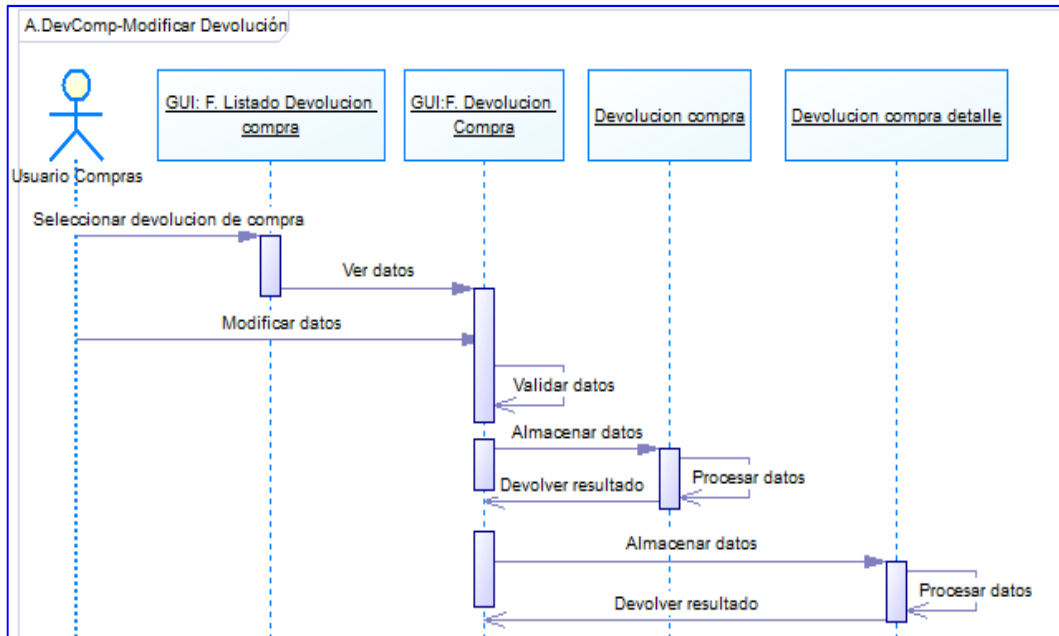 A.DevComp-Modificar Devolución
GUI: F. Listado Devolucion
compra
GUI:F. Devolucion
Compra
Devolucion compra
Devolucion compra detalle
Usuario Compras
Seleccionar devolucion de compra
Ver datos
Modificar datos
Validar datos
Almacenar datos
Procesar datos
Devolver resultado
Almacenar datos
Procesar datos
Devolver resultado